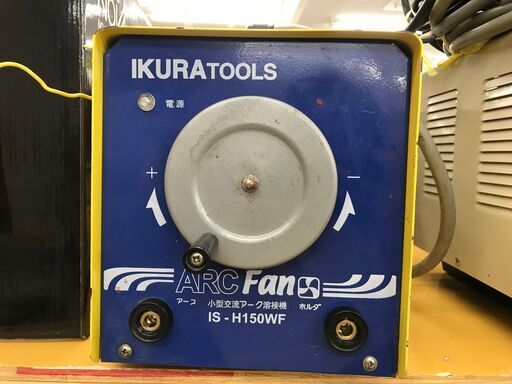 IKURATOOLS
電源
+
−
ARC Fan
アース 小型交流アーク溶接機 ホルダ
IS - H150WF